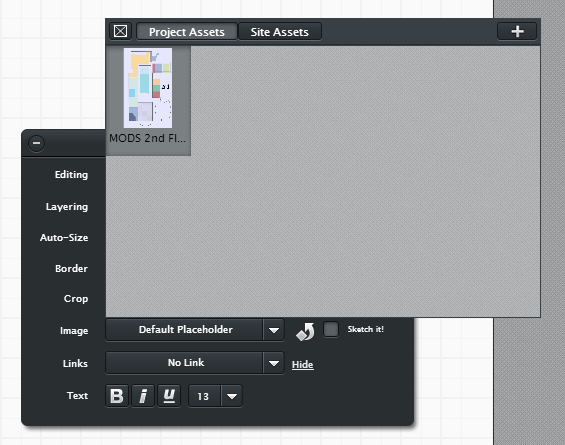 Project Assets
Site Assets
MODS 2nd Fl...
Editing
Layering
Auto-Size
Border
Crop
Image
Default Placeholder
Sketch it!
Links
No Link
Hide
Text
B i u 13